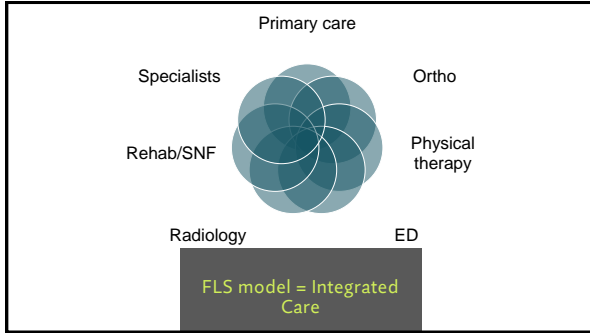 Primary care
Specialists
Ortho
Rehab/SNF
Physical
therapy
Radiology
ED
FLS model = Integrated
Care